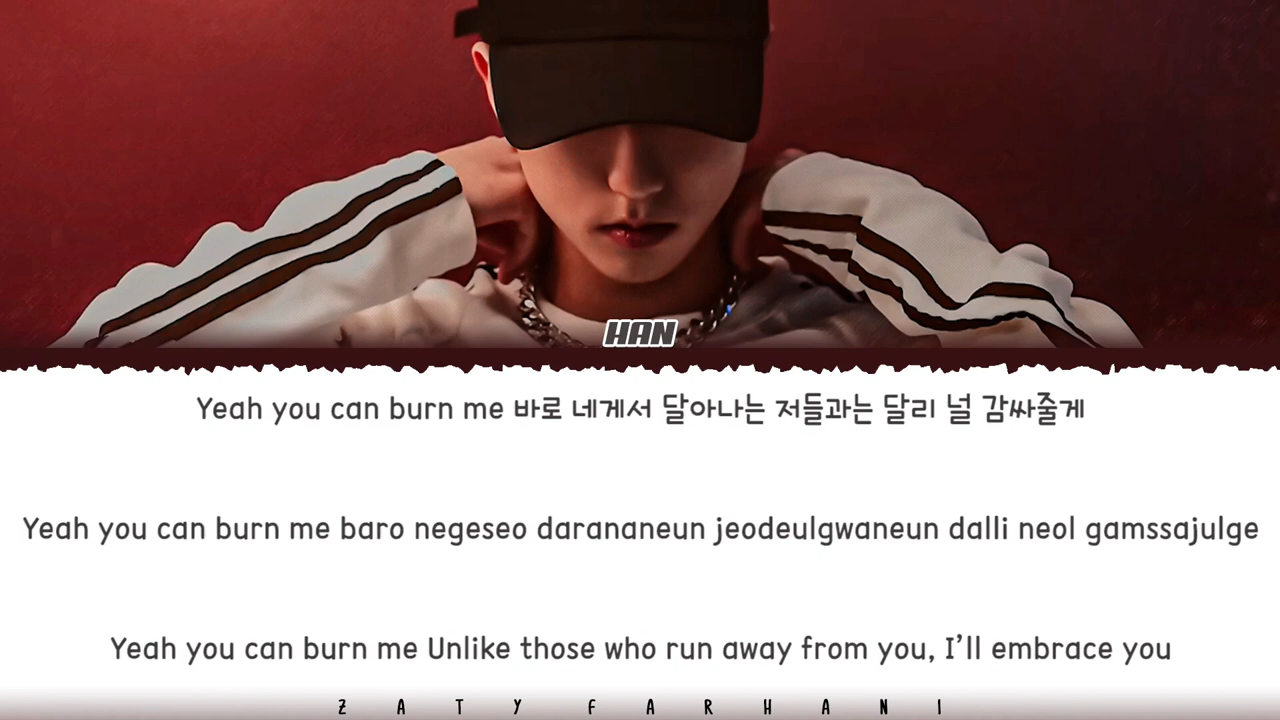 HAN
Yeah you can burn me 바로 네게서 달아나는 저들과는 달리 널 감싸줄게
Yeah you can burn me baro negeseo darananeun jeodeulgwaneun dalli neol gamssajulge
Yeah you can burn me Unlike those who run away from you, I'll embrace you
ZATY FARHANI